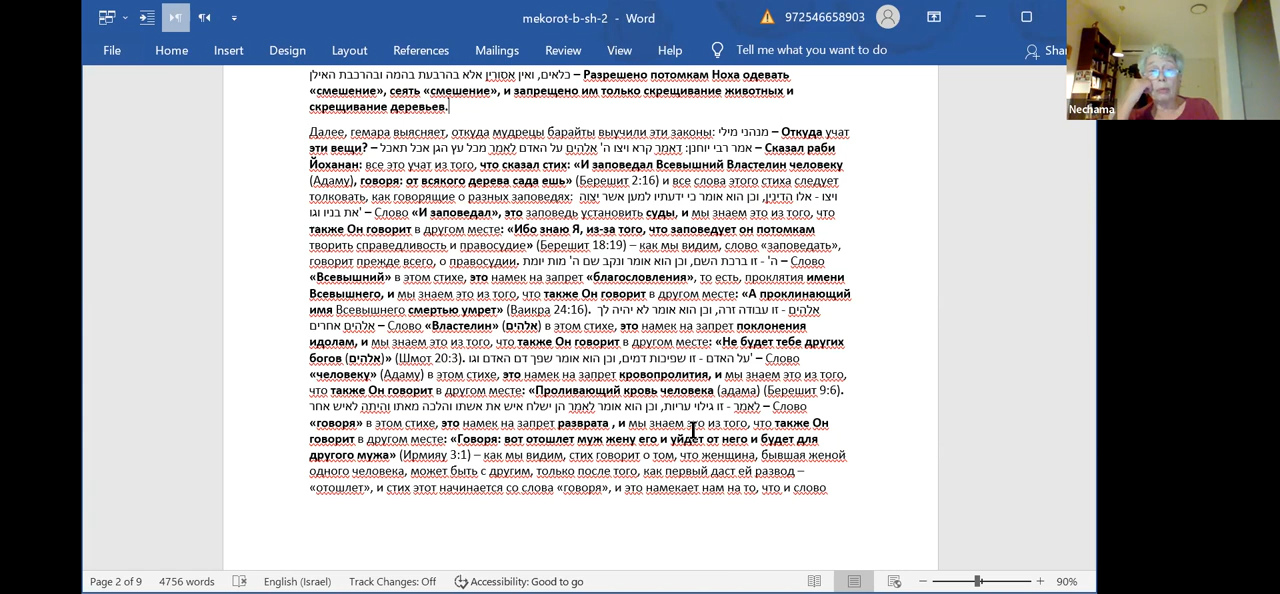 mekorot-b-sh-2 - Word
972546658903
File Home Insert Design Layout References Mailings Review View Help Tell me what you want to do Shar
כלאים, ואין אסורין אלא בהרבעת בהמה ובהרכבת האילן – Разрешено потомкам Ноха одевать
«смешение», сеять «смешение», и запрещено им только скрещивание животных и
скрещивание деревьев.
Далее, гемара выясняет, откуда мудрецы барайты выучили эти законы: מנהני מילי – Откуда учат
эти вещи? – אמר רבי יוחנן: דאמר קרא ויצו ה' אלהים על האדם לאמר מכל עץ הגן אכל תאכל – Сказал раби
Йоханан: все это учат из того, что сказал стих: «И заповедал Всевышний Властелин человеку
(Адаму), говоря: от всякого дерева сада ешь» (Берешит 2:16) и все слова этого стиха следует
толковать, как говорящие о разных заповедях: ויצו - אלו הדינין, וכן הוא אומר כי ידעתיו למען אשר יצוה
את בניו וגו' – Слово «И заповедал», это заповедь установить суды, и мы знаем это из того, что
также Он говорит в другом месте: «Ибо знаю Я, из-за того, что заповедует он потомкам
творить справедливость и правосудие» (Берешит 18:19) – как мы видим, слово «заповедать»,
говорит прежде всего, о правосудии. ה' - זו ברכת השם, וכן הוא אומר ונקב שם ה' מות יומת – Слово
«Всевышний» в этом стихе, это намек на запрет «благословения», то есть, проклятия имени
Всевышнего, и мы знаем это из того, что также Он говорит в другом месте: «А проклинающий
имя Всевышнего смертью умрет» (Ваикра 24:16). אלהים - זו עבודה זרה, וכן הוא אומר לא יהיה לך
אלהים אחרים – Слово «Властелин» (אלהים) в этом стихе, это намек на запрет поклонения
идолам, и мы знаем это из того, что также Он говорит в другом месте: «Не будет тебе других
богов (אלהים)» (Шмот 20:3). על האדם - זו שפיכות דמים, וכן הוא אומר שפך דם האדם וגו' – Слово
«человеку» (Адаму) в этом стихе, это намек на запрет кровопролития, и мы знаем это из того,
что также Он говорит в другом месте: «Проливающий кровь человека (адама) (Берешит 9:6).
לאמר - זו גילוי עריות, וכן הוא אומר לאמר הן ישלח איש את אשתו והלכה מאתו והיתה לאיש אחר – Слово
«говоря» в этом стихе, это намек на запрет разврата , и мы знаем это из того, что также Он
говорит в другом месте: «Говоря: вот отошлет муж жену его и уйдет от него и будет для
другого мужа» (Ирмияу 3:1) – как мы видим, стих говорит о том, что женщина, бывшая женой
одного человека, может быть с другим, только после того, как первый даст ей развод –
«отошлет», и стих этот начинается со слова «говоря», и это намекает нам на то, что и слово
Nechama
Page 2 of 9 4756 words English (Israel) Track Changes: Off Accessibility: Good to go 90%